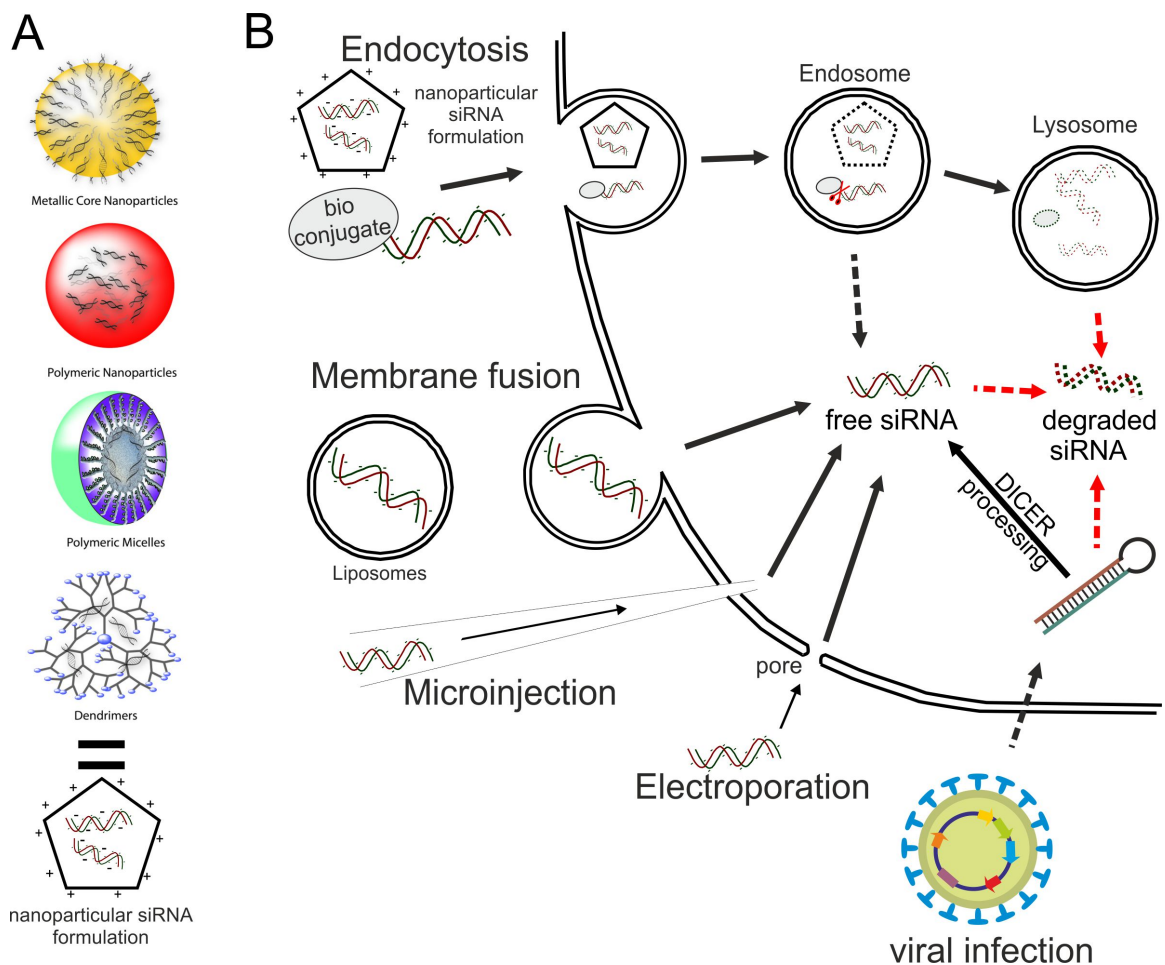 A
Metallic Core Nanoparticles
Polymeric Nanoparticles
Polymeric Micelles
Dendrimers
=
+ + + + + + + + + +
- - - - - -
nanoparticular siRNA
formulation
B
Endocytosis
+ + + + + + + + + +
- - - - - -
nanoparticular
siRNA
formulation
bio
conjugate
Endosome
Lysosome
Membrane fusion
Liposomes
free siRNA
degraded
siRNA
DICER
processing
Microinjection
pore
Electroporation
viral infection